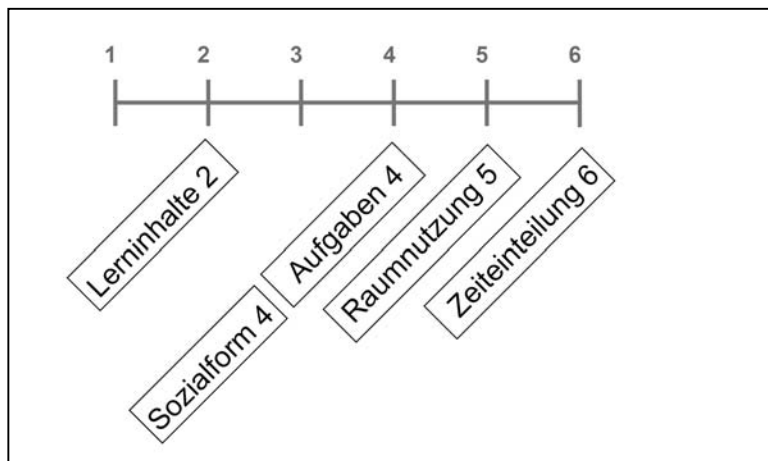 1 2 3 4 5 6
Lerninhalte 2
Sozialform 4
Aufgaben 4
Raumnutzung 5
Zeiteinteilung 6